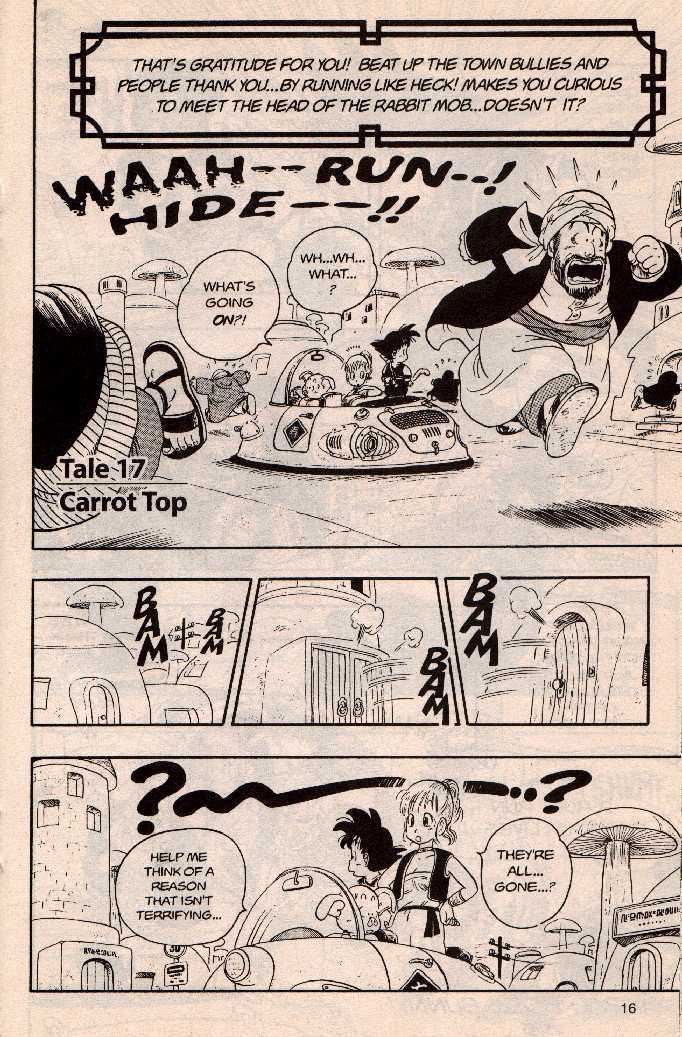 THAT'S GRATITUDE FOR YOU! BEAT UP THE TOWN BULLIES AND
PEOPLE THANK YOU...BY RUNNING LIKE HECK! MAKES YOU CURIOUS
TO MEET THE HEAD OF THE RABBIT MOB...DOESN'T IT?
WAAH--RUN--!
HIDE--!!
WH...WH...
WHAT...
?
WHAT'S
GOING
ON?!
Tale 17
Carrot Top
BAM
BAM
BAM
BAM
?
..?
HELP ME
THINK OF A
REASON
THAT ISN'T
TERRIFYING...
THEY'RE
ALL...
GONE...?
30
16